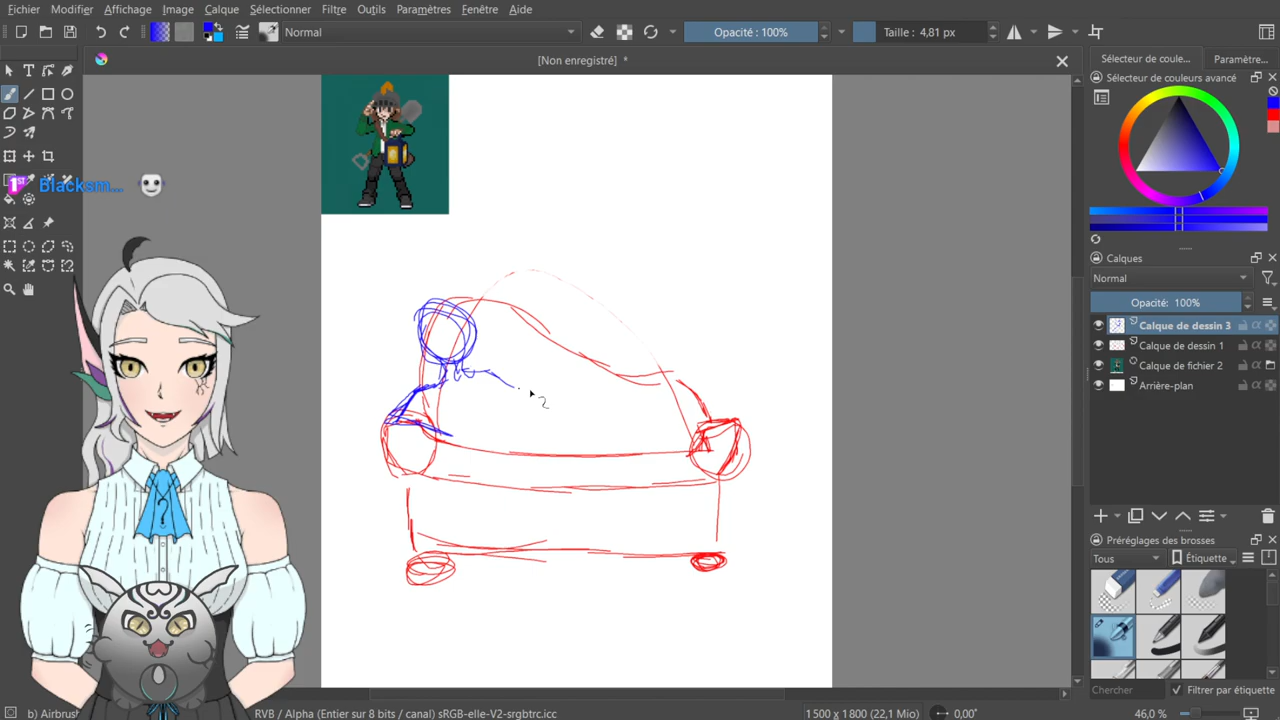 Fichier Modifier Affichage Image Calque Sélectionner Filtre Outils Paramètres Fenêtre Aide
Normal
Opacité : 100%
Taille : 4,81 px
[Non enregistré] *
Sélecteur de coule...
Paramètre...
Sélecteur de couleurs avancé
1ST Blacksm...
Calques
Normal
Opacité: 100%
Calque de dessin 3
Calque de dessin 1
Calque de fichier 2
Arrière-plan
Préréglages de brosses
Tous
Étiquette
Chercher
Filtrer par étiquette
b) Airbrush
RVB / Alpha (Entier sur 8 bits / canal) sRGB-elle-V2-srgbtrc.icc
1 500 x 1 800 (22,1 Mio)
0,00°
46,0 %